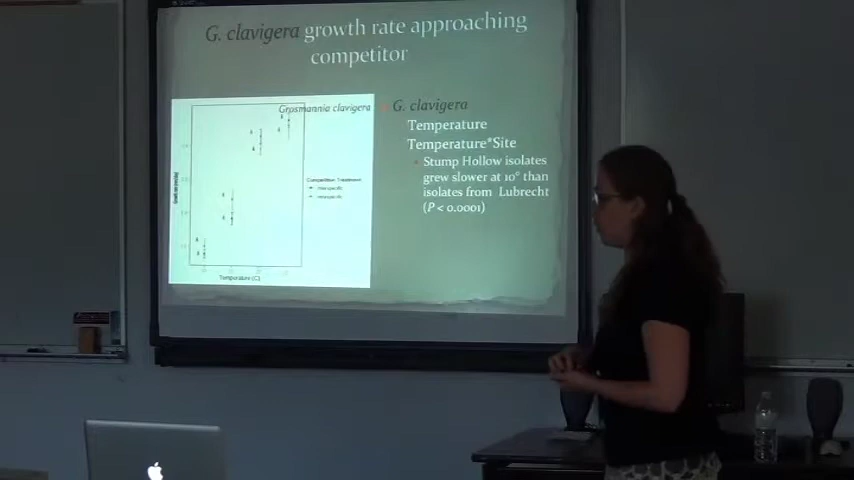 G. clavigera growth rate approaching
competitor
Grosmannia clavigera
G. clavigera
Temperature
Temperature*Site
Stump Hollow isolates
grew slower at 10° than
isolates from Lubrecht
(P < 0.0001)
Temperature (C)